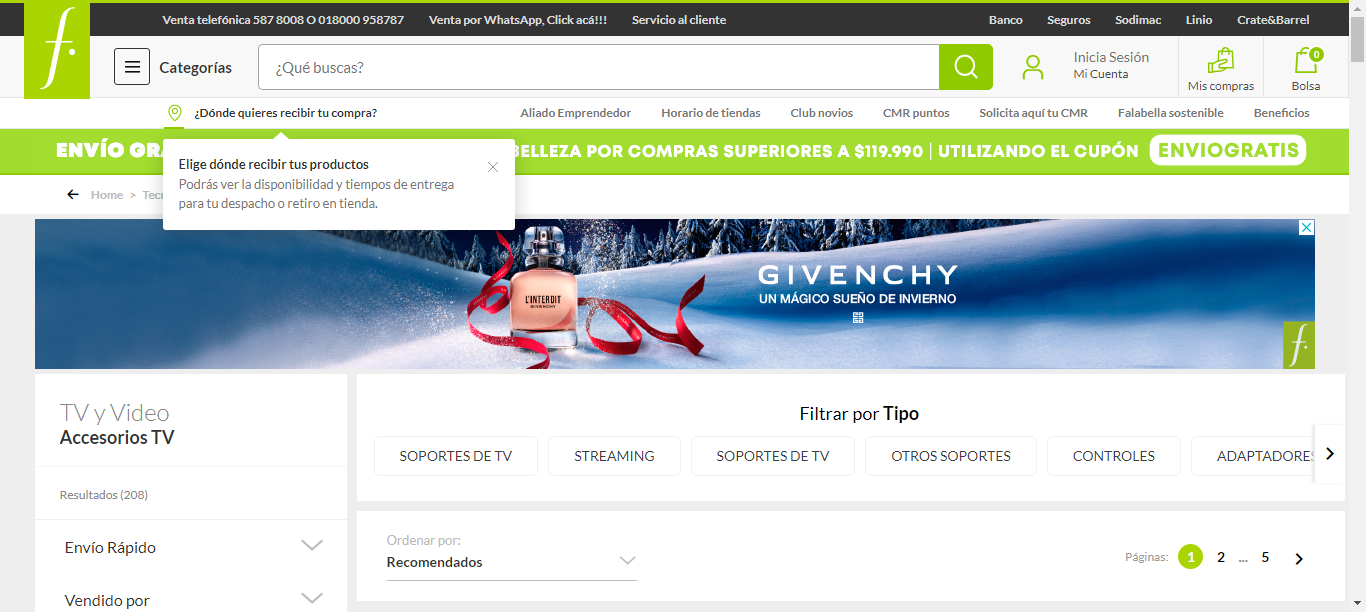 Venta telefónica 587 8008 O 018000 958787
Venta por WhatsApp, Click acá!!!
Servicio al cliente
Banco
Seguros
Sodimac
Linio
Crate&Barrel
f.
Categorías
¿Qué buscas?
Inicia Sesión
Mi Cuenta
Mis compras
0
Bolsa
¿Dónde quieres recibir tu compra?
Aliado Emprendedor
Horario de tiendas
Club novios
CMR puntos
Solicita aquí tu CMR
Falabella sostenible
Beneficios
ENVÍO BELLEZA POR COMPRAS SUPERIORES A $119.990 | UTILIZANDO EL CUPÓN ENVIOGRATIS
Elige dónde recibir tus productos
Podrás ver la disponibilidad y tiempos de entrega
para tu despacho o retiro en tienda.
Home >
L'INTERDIT
GIVENCHY
GIVENCHY
UN MÁGICO SUEÑO DE INVIERNO
f.
TV y Video
Accesorios TV
Resultados (208)
Envío Rápido
Vendido por
Filtrar por Tipo
SOPORTES DE TV
STREAMING
SOPORTES DE TV
OTROS SOPORTES
CONTROLES
ADAPTADORES
Ordenar por:
Recomendados
Páginas: 1 2 ... 5